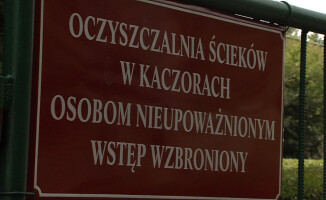 OCZYSZCZALNIA ŚCIEKÓW
W KACZORACH
OSOBOM NIEUPOWAŻNIONYM
WSTĘP WZBRONIONY